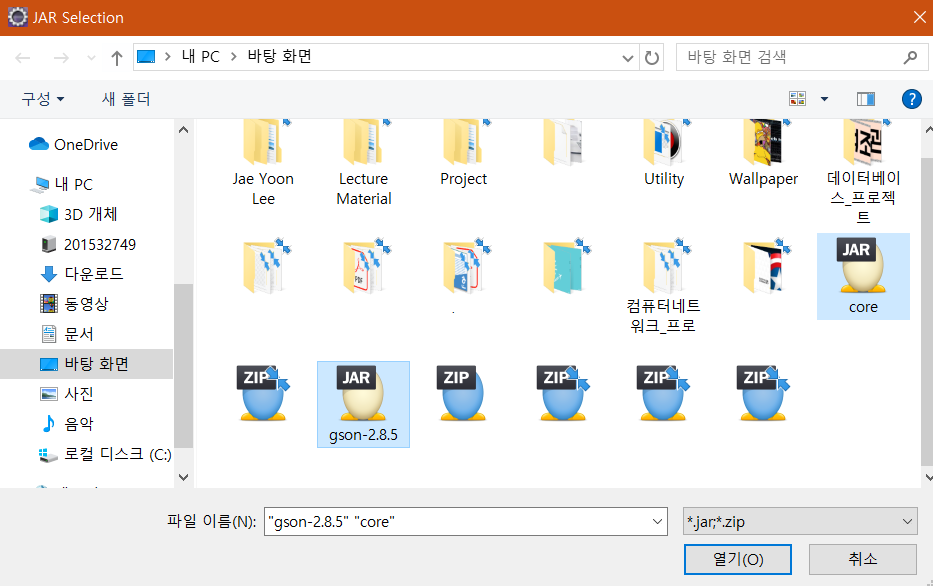 JAR Selection
내 PC
바탕 화면
바탕 화면 검색
구성
새 폴더
?
OneDrive
내 PC
3D 개체
201532749
다운로드
동영상
문서
바탕 화면
사진
음악
로컬 디스크 (C:)
Jae Yoon
Lee
Lecture
Material
Project
Utility
Wallpaper
데이터베이
스_프로젝
트
PDF
.
컴퓨터네트
워크_프로
JAR
core
ZIP
JAR
gson-2.8.5
ZIP
ZIP
ZIP
ZIP
파일 이름(N):
"gson-2.8.5" "core"
*.jar;*.zip
열기(O)
취소